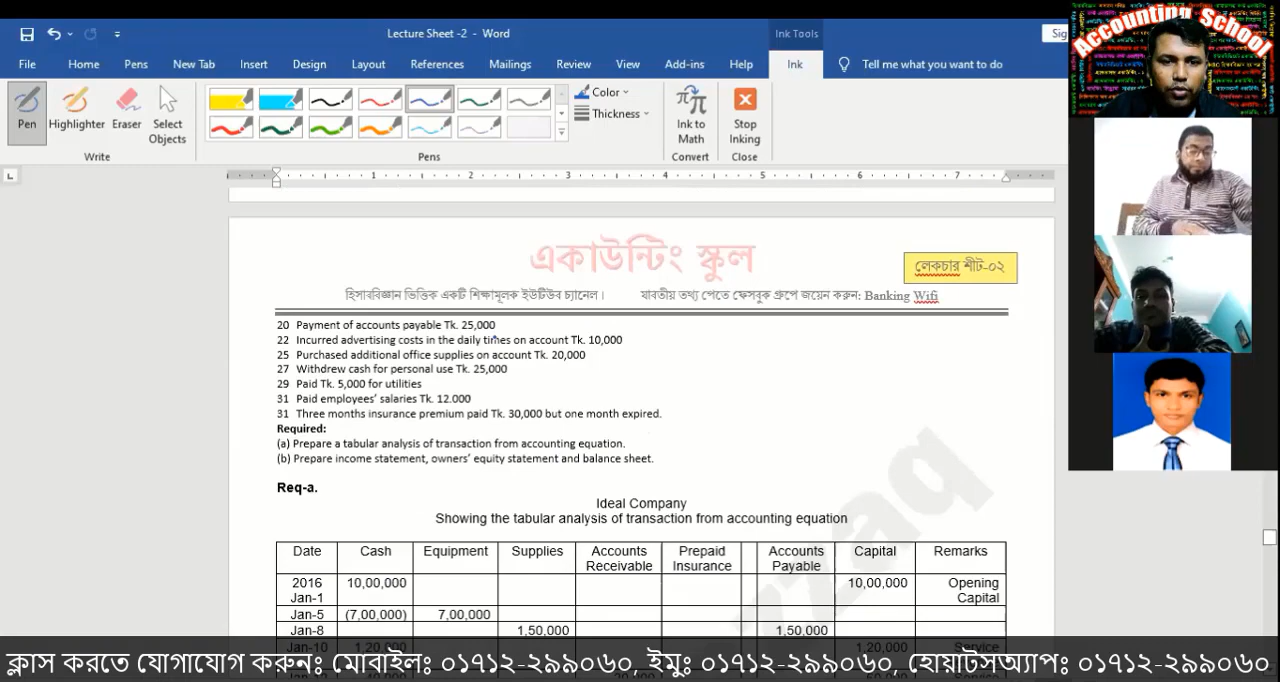 Lecture Sheet -2 - Word
Ink Tools
Sig
Accounting School
File Home Pens New Tab Insert Design Layout References Mailings Review View Add-ins Help Ink Tell me what you want to do
Pen Highlighter Eraser Select Objects
Color
Thickness
Ink to Math
Stop Inking
Write Pens Convert Close
1 2 3 4 5 6 7
একাউন্টিং স্কুল
লেকচার শীট-০২
হিসাববিজ্ঞান ভিত্তিক একটি শিক্ষামূলক ইউটিউব চ্যানেল। যাবতীয় তথ্য পেতে ফেসবুক গ্রুপে জয়েন করুন: Banking Wifi
20 Payment of accounts payable Tk. 25,000
22 Incurred advertising costs in the daily times on account Tk. 10,000
25 Purchased additional office supplies on account Tk. 20,000
27 Withdrew cash for personal use Tk. 25,000
29 Paid Tk. 5,000 for utilities
31 Paid employees' salaries Tk. 12.000
31 Three months insurance premium paid Tk. 30,000 but one month expired.
Required:
(a) Prepare a tabular analysis of transaction from accounting equation.
(b) Prepare income statement, owners' equity statement and balance sheet.
Req-a.
Ideal Company
Showing the tabular analysis of transaction from accounting equation
Date Cash Equipment Supplies Accounts Receivable Prepaid Insurance Accounts Payable Capital Remarks
2016 Jan-1 10,00,000 10,00,000 Opening Capital
Jan-5 (7,00,000) 7,00,000
Jan-8 1,50,000 1,50,000
Jan-10 1,20,000 1,20,000 Service
ক্লাস করতে যোগাযোগ করুনঃ মোবাইলঃ ০১৭১২-২৯৯০৬০, ইমুঃ ০১৭১২-২৯৯০৬০, হোয়াটসঅ্যাপঃ ০১৭১২-২৯৯০৬০